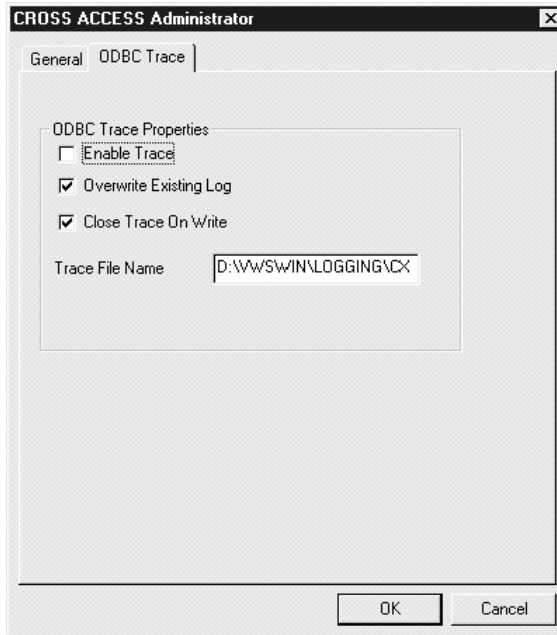 CROSS ACCESS Administrator
General ODBC Trace
ODBC Trace Properties
Enable Trace
Overwrite Existing Log
Close Trace On Write
Trace File Name D:\VWSWIN\LOGGING\CX
OK Cancel